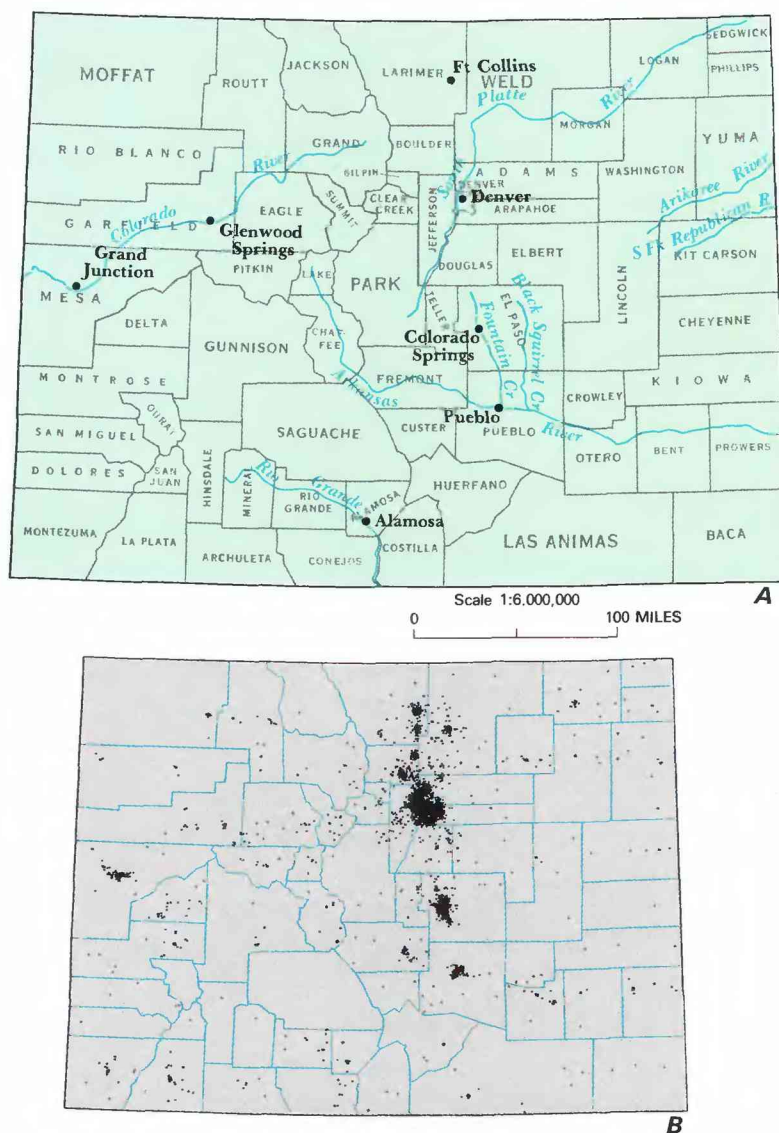 SEDGWICK
LOGAN
PHILLIPS
MOFFAT
ROUTT
JACKSON
LARIMER
Ft Collins
WELD
Platte
River
MORGAN
YUMA
RIO BLANCO
River
GRAND
BOULDER
GILPIN
South
ADAMS
WASHINGTON
Arikaree River
CLEAR
CREEK
JEFFERSON
DENVER
Denver
ARAPAHOE
S Fk Republican R
GARFIELD
Colorado
Glenwood
Springs
EAGLE
SUMMIT
Grand
Junction
PITKIN
LAKE
PARK
DOUGLAS
ELBERT
LINCOLN
KIT CARSON
MESA
DELTA
GUNNISON
CHAF-
FEE
TELLER
Colorado
Springs
Fountain Cr
EL PASO
Black Squirrel Cr
CHEYENNE
MONTROSE
Arkansas
FREMONT
Pueblo
PUEBLO
River
CROWLEY
KIOWA
OURAY
SAN MIGUEL
SAGUACHE
CUSTER
OTERO
BENT
PROWERS
DOLORES
SAN
JUAN
HINSDALE
MINERAL
Rio
Grande
RIO
GRANDE
ALAMOSA
Alamosa
HUERFANO
MONTEZUMA
LA PLATA
ARCHULETA
CONEJOS
COSTILLA
LAS ANIMAS
BACA
A
Scale 1:6,000,000
0 100 MILES
B